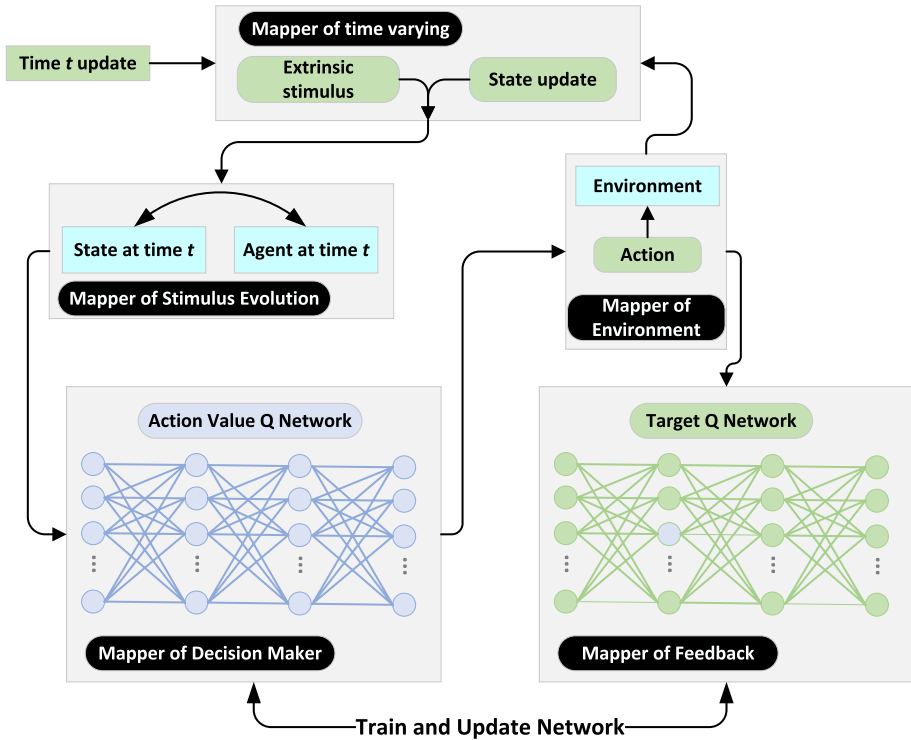 Mapper of time varying
Time t update
Extrinsic
stimulus
State update
Environment
State at time t
Agent at time t
Action
Mapper of Stimulus Evolution
Mapper of
Environment
Action Value Q Network
Target Q Network
Mapper of Decision Maker
Mapper of Feedback
Train and Update Network